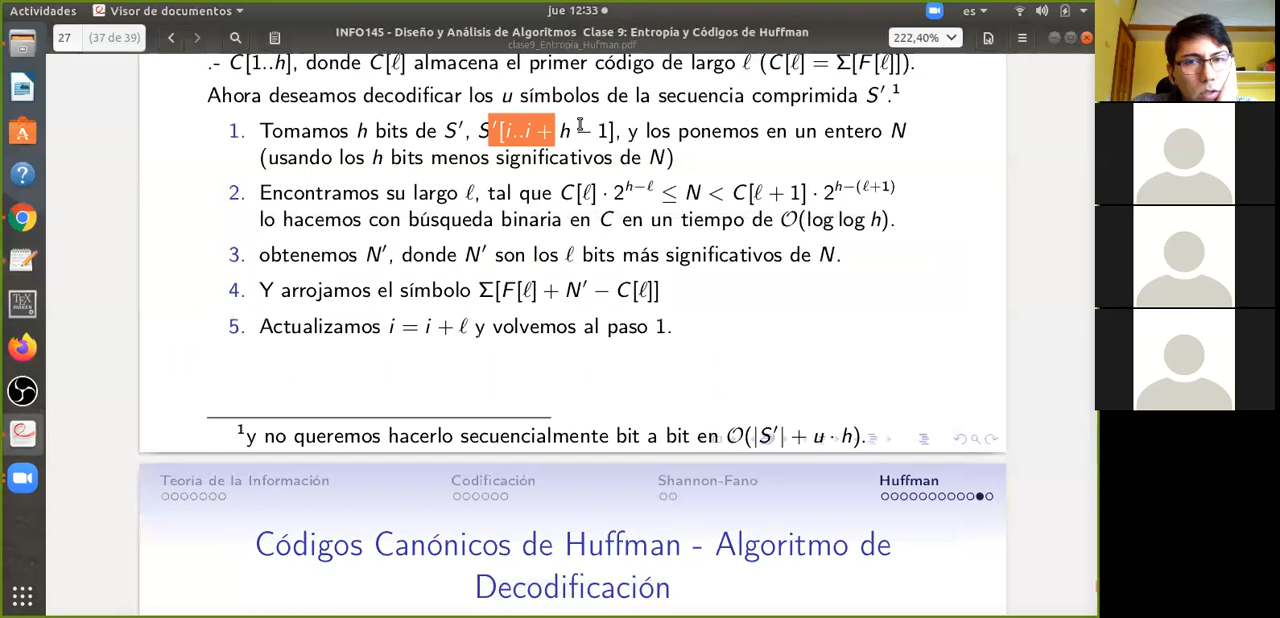 Actividades
Visor de documentos
jue 12:33
es
27 (37 de 39)
INFO145 - Diseño y Análisis de Algoritmos Clase 9: Entropia y Códigos de Huffman
clase9_Entropia_Hufman.pdf
222,40%
.- C[1..h], donde C[ℓ] almacena el primer código de largo ℓ (C[ℓ] = Σ[F[ℓ]]).
Ahora deseamos decodificar los u símbolos de la secuencia comprimida S′.¹
1. Tomamos h bits de S′, S′[i..i + h − 1], y los ponemos en un entero N
(usando los h bits menos significativos de N)
2. Encontramos su largo ℓ, tal que C[ℓ] · 2^{h−ℓ} ≤ N < C[ℓ + 1] · 2^{h−(ℓ+1)}
lo hacemos con búsqueda binaria en C en un tiempo de O(log log h).
3. obtenemos N′, donde N′ son los ℓ bits más significativos de N.
4. Y arrojamos el símbolo Σ[F[ℓ] + N′ − C[ℓ]]
5. Actualizamos i = i + ℓ y volvemos al paso 1.
¹y no queremos hacerlo secuencialmente bit a bit en O(|S′| + u · h).
Teoria de la Información Codificación Shannon-Fano Huffman
Códigos Canónicos de Huffman - Algoritmo de
Decodificación